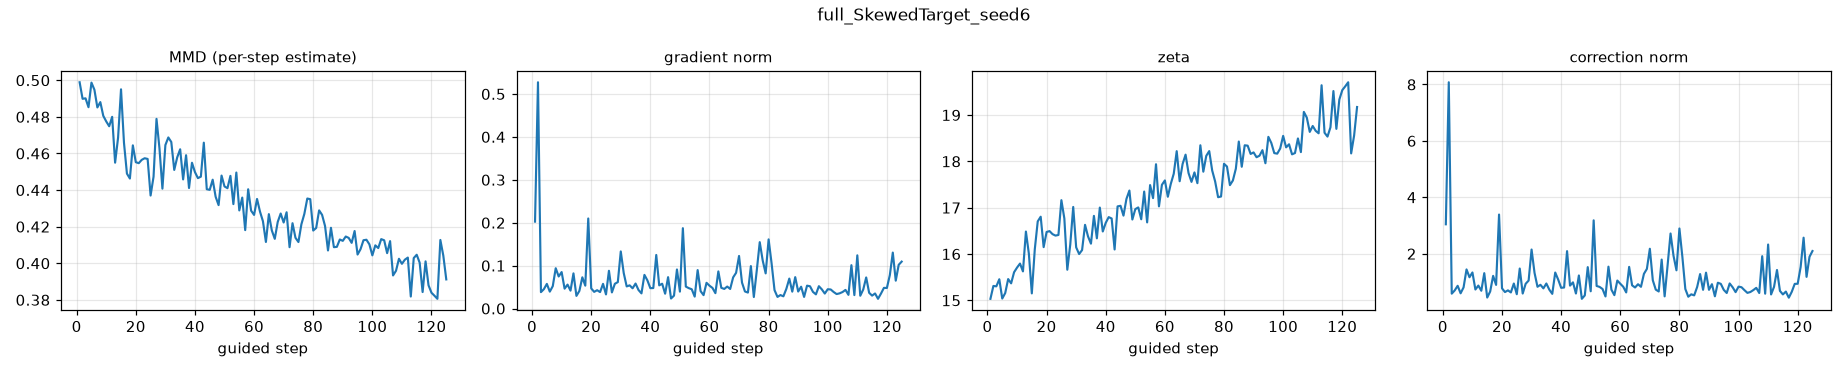 full_SkewedTarget_seed6
MMD (per-step estimate)
0.50
0.48
0.46
0.44
0.42
0.40
0.38
0 20 40 60 80 100 120
guided step
gradient norm
0.5
0.4
0.3
0.2
0.1
0.0
0 20 40 60 80 100 120
guided step
zeta
19
18
17
16
15
0 20 40 60 80 100 120
guided step
correction norm
8
6
4
2
0 20 40 60 80 100 120
guided step